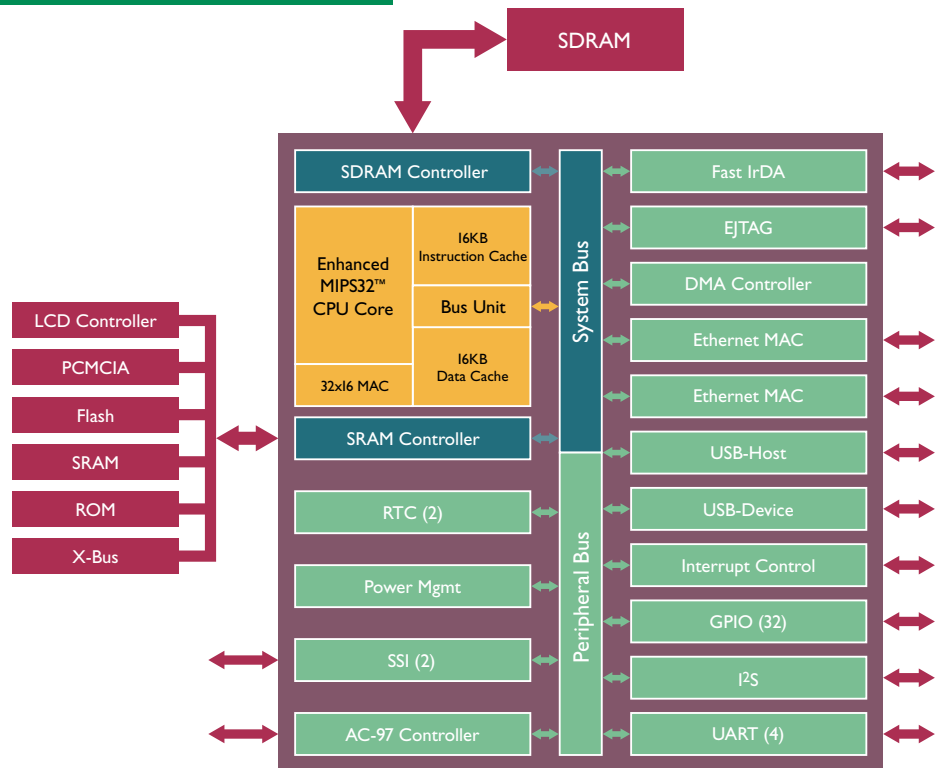 SDRAM
SDRAM Controller
Enhanced
MIPS32™
CPU Core
32x16 MAC
16KB
Instruction Cache
Bus Unit
16KB
Data Cache
SRAM Controller
RTC (2)
Power Mgmt
SSI (2)
AC-97 Controller
System Bus
Peripheral Bus
Fast IrDA
EJTAG
DMA Controller
Ethernet MAC
Ethernet MAC
USB-Host
USB-Device
Interrupt Control
GPIO (32)
I²S
UART (4)
LCD Controller
PCMCIA
Flash
SRAM
ROM
X-Bus